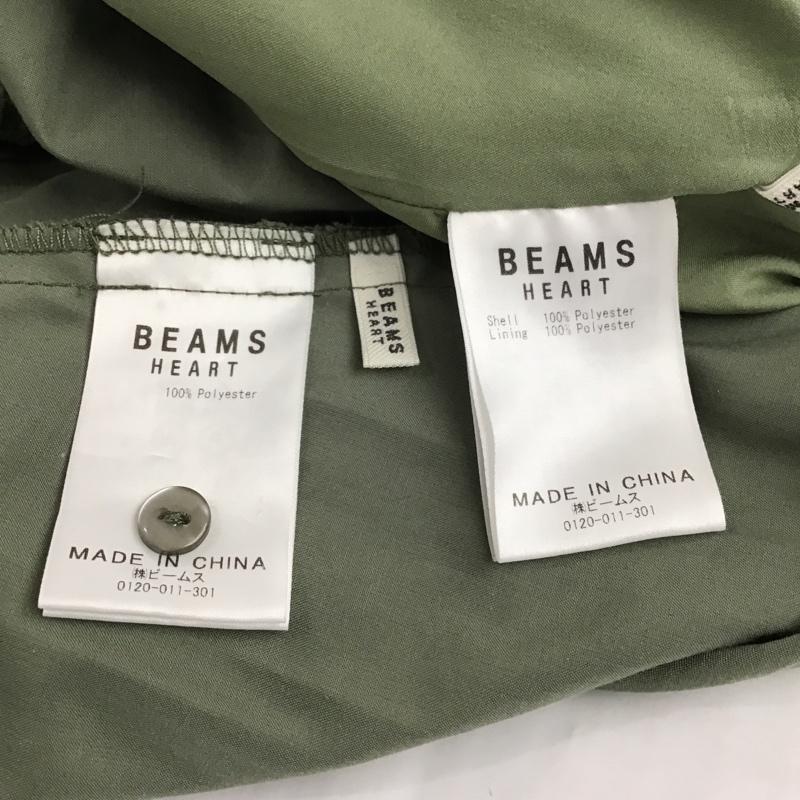 BEAMS
HEART
100% Polyester
MADE IN CHINA
㈱ビームス
0120-011-301
BEAMS
HEART
BEAMS
HEART
Shell 100% Polyester
Lining 100% Polyester
MADE IN CHINA
㈱ビームス
0120-011-301